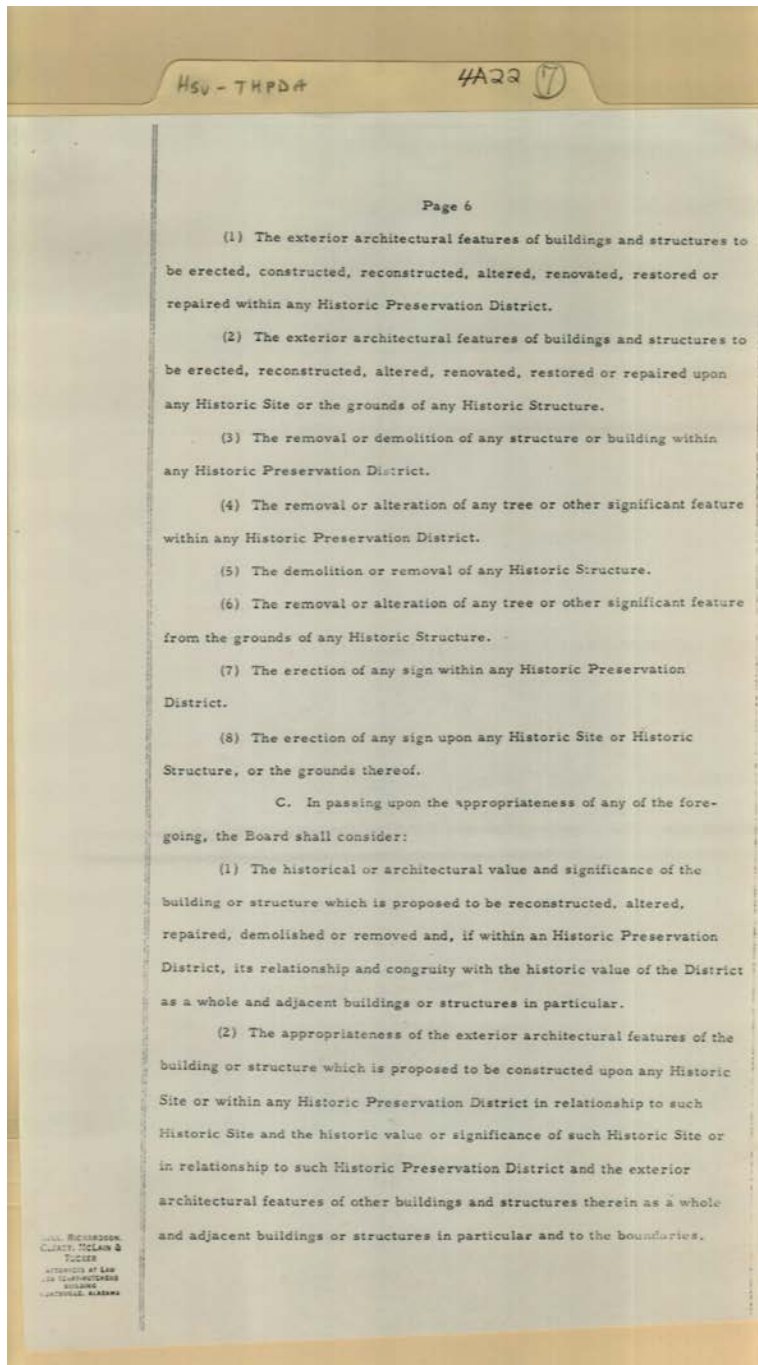 HSV - THPDA 4A22 7
Page 6
(1) The exterior architectural features of buildings and structures to
be erected, constructed, reconstructed, altered, renovated, restored or
repaired within any Historic Preservation District.
(2) The exterior architectural features of buildings and structures to
be erected, reconstructed, altered, renovated, restored or repaired upon
any Historic Site or the grounds of any Historic Structure.
(3) The removal or demolition of any structure or building within
any Historic Preservation District.
(4) The removal or alteration of any tree or other significant feature
within any Historic Preservation District.
(5) The demolition or removal of any Historic Structure.
(6) The removal or alteration of any tree or other significant feature
from the grounds of any Historic Structure.
(7) The erection of any sign within any Historic Preservation
District.
(8) The erection of any sign upon any Historic Site or Historic
Structure, or the grounds thereof.
C. In passing upon the appropriateness of any of the fore-
going, the Board shall consider:
(1) The historical or architectural value and significance of the
building or structure which is proposed to be reconstructed, altered,
repaired, demolished or removed and, if within an Historic Preservation
District, its relationship and congruity with the historic value of the District
as a whole and adjacent buildings or structures in particular.
(2) The appropriateness of the exterior architectural features of the
building or structure which is proposed to be constructed upon any Historic
Site or within any Historic Preservation District in relationship to such
Historic Site and the historic value or significance of such Historic Site or
in relationship to such Historic Preservation District and the exterior
architectural features of other buildings and structures therein as a whole
and adjacent buildings or structures in particular and to the boundaries,
Richardson,
McLain &
Tucker
Attorneys at Law
Building
Huntsville, Alabama